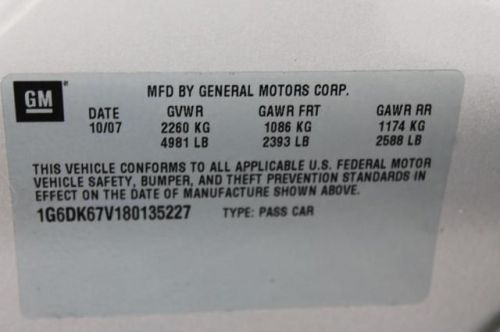 GM
MFD BY GENERAL MOTORS CORP.
DATE GVWR GAWR FRT GAWR RR
10/07 2260 KG 1086 KG 1174 KG
4981 LB 2393 LB 2588 LB
THIS VEHICLE CONFORMS TO ALL APPLICABLE U.S. FEDERAL MOTOR
VEHICLE SAFETY, BUMPER, AND THEFT PREVENTION STANDARDS IN
EFFECT ON THE DATE OF MANUFACTURE SHOWN ABOVE.
1G6DK67V180135227 TYPE: PASS CAR